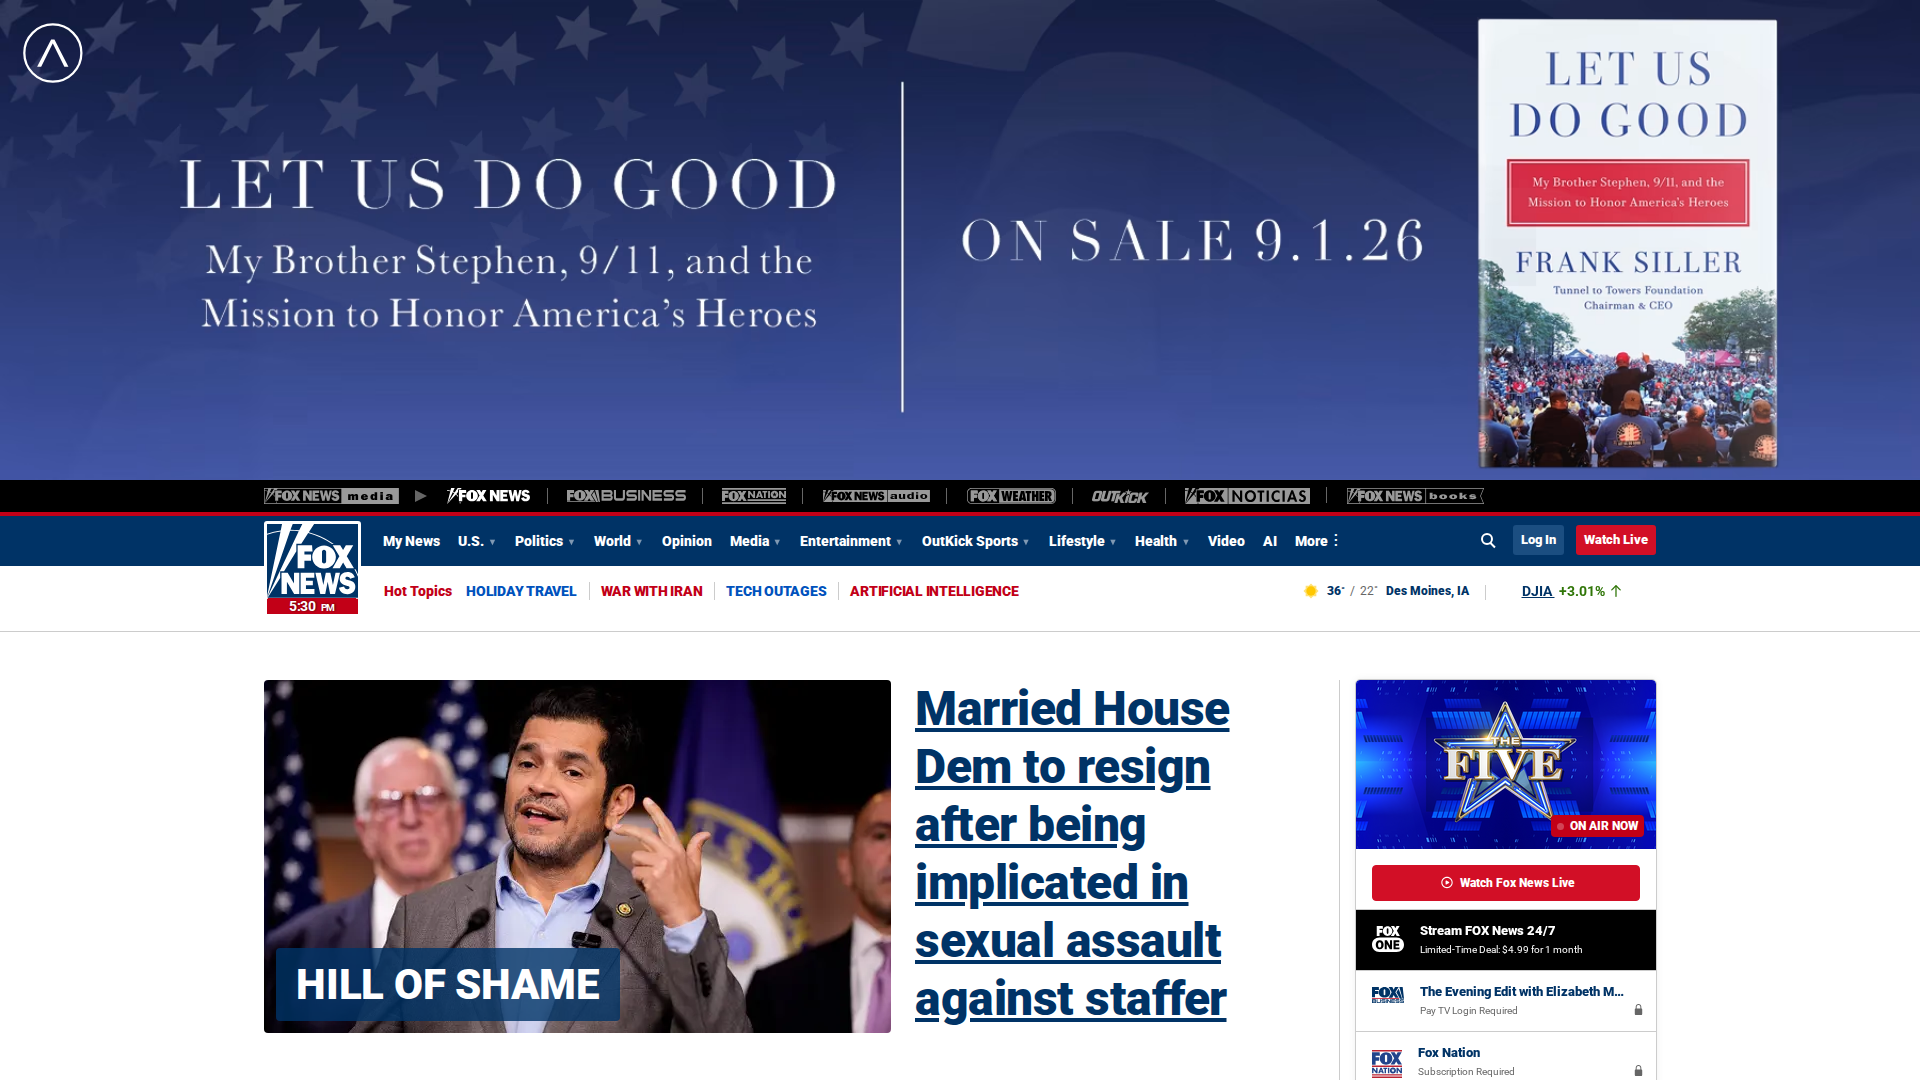 LET US DO GOOD
My Brother Stephen, 9/11, and the
Mission to Honor America's Heroes
ON SALE 9.1.26
LET US
DO GOOD
My Brother Stephen, 9/11, and the
Mission to Honor America's Heroes
FRANK SILLER
Tunnel to Towers Foundation
Chairman & CEO
FOX NEWS media FOX NEWS FOX BUSINESS FOX NATION FOX NEWS audio FOX WEATHER OUTKICK FOX NOTICIAS FOX NEWS books
FOX
NEWS
5:30 PM
My News U.S. Politics World Opinion Media Entertainment OutKick Sports Lifestyle Health Video AI More Log In Watch Live
Hot Topics HOLIDAY TRAVEL WAR WITH IRAN TECH OUTAGES ARTIFICIAL INTELLIGENCE 36° / 22° Des Moines, IA DJIA +3.01%
HILL OF SHAME
Married House
Dem to resign
after being
implicated in
sexual assault
against staffer
THE
FIVE
ON AIR NOW
Watch Fox News Live
FOX
ONE
Stream FOX News 24/7
Limited-Time Deal: $4.99 for 1 month
FOX
BUSINESS
The Evening Edit with Elizabeth M...
Pay TV Login Required
FOX
NATION
Fox Nation
Subscription Required